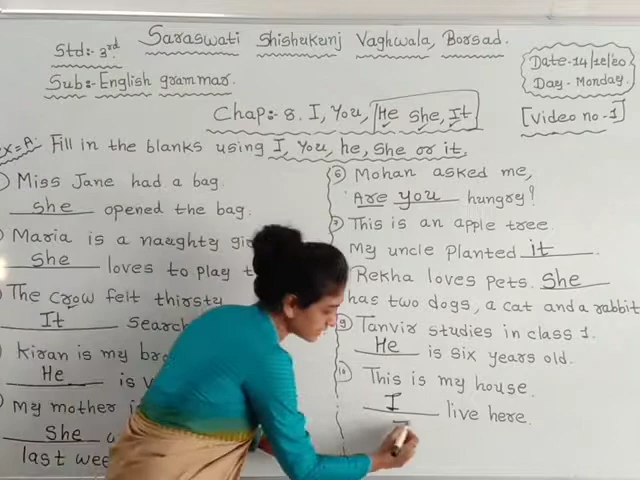 Saraswati Shishukunj Vaghwala, Borsad.
Std:- 3rd
Sub:- English grammar.
Date-14/12/20
Day-Monday.
[Video no-1]
Chap:- 8. I, You, He She, It
Ex=A: Fill in the blanks using I, You, he, She or it.
Miss Jane had a bag.
She opened the bag.
Maria is a naughty
She loves to play
The crow felt thirsty
It
Kiran is my
He is
My mother
She
last
6 Mohan asked me,
Are you hungry?
7 This is an apple tree.
My uncle planted it
Rekha loves pets. She
has two dogs, a cat and a rabbit
9 Tanvir studies in class 1.
He is six years old.
10 This is my house.
I live here.